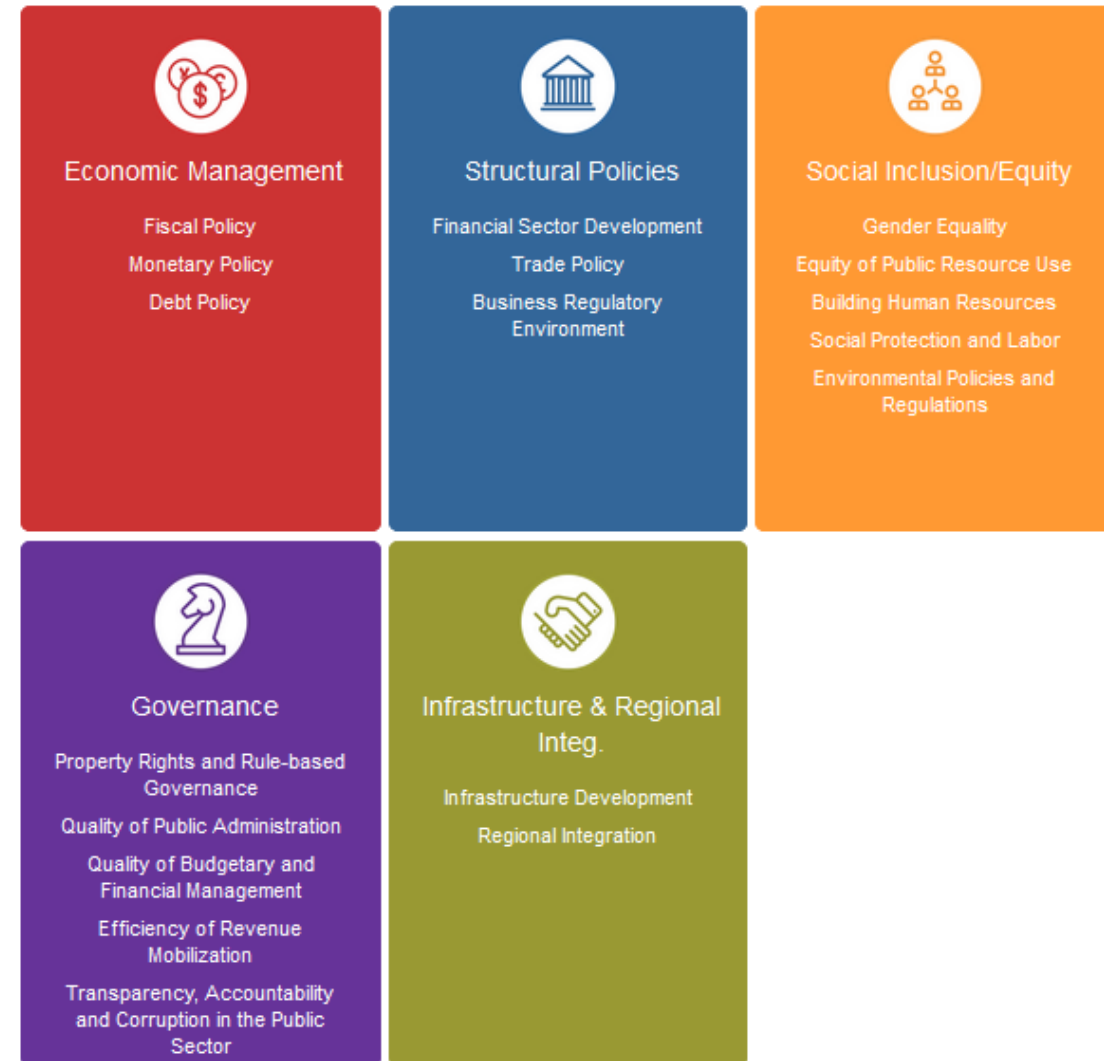 Economic Management
Fiscal Policy
Monetary Policy
Debt Policy
Structural Policies
Financial Sector Development
Trade Policy
Business Regulatory
Environment
Social Inclusion/Equity
Gender Equality
Equity of Public Resource Use
Building Human Resources
Social Protection and Labor
Environmental Policies and
Regulations
Governance
Property Rights and Rule-based
Governance
Quality of Public Administration
Quality of Budgetary and
Financial Management
Efficiency of Revenue
Mobilization
Transparency, Accountability
and Corruption in the Public
Sector
Infrastructure & Regional
Integ.
Infrastructure Development
Regional Integration